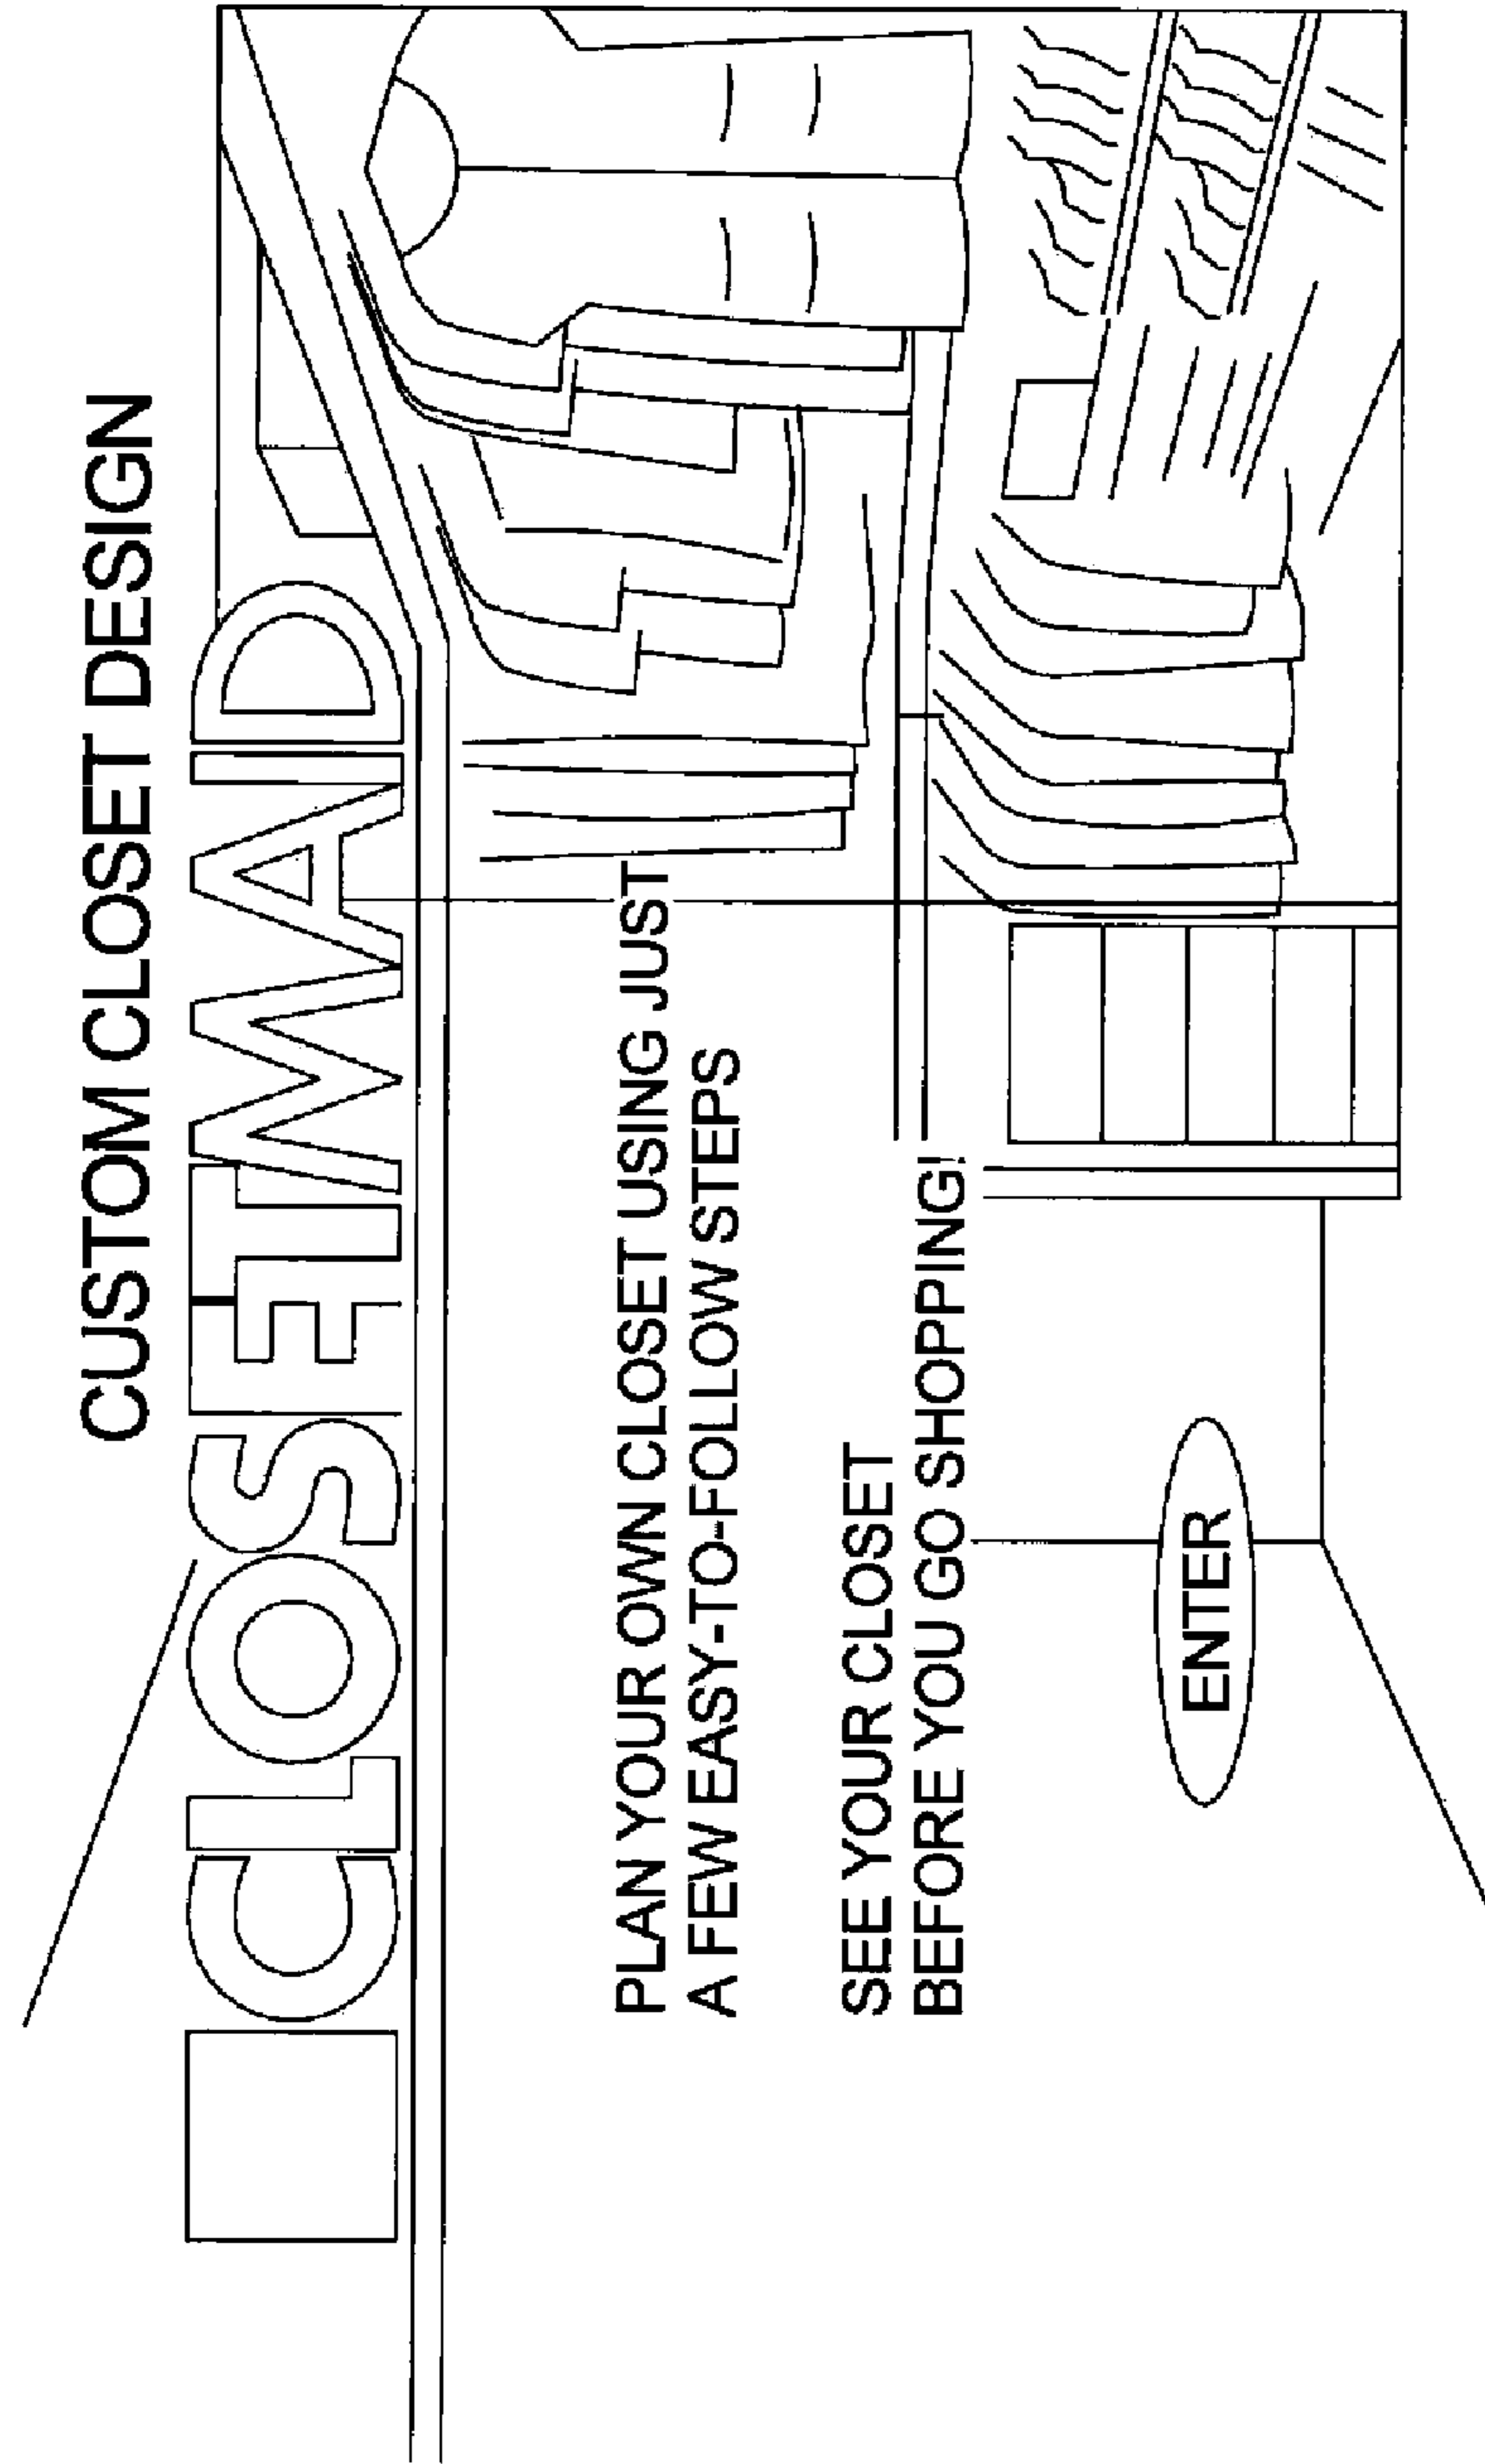 CUSTOM CLOSET DESIGN
CLOSETMAID
PLAN YOUR OWN CLOSET USING JUST
A FEW EASY-TO-FOLLOW STEPS
SEE YOUR CLOSET
BEFORE YOU GO SHOPPING!
ENTER